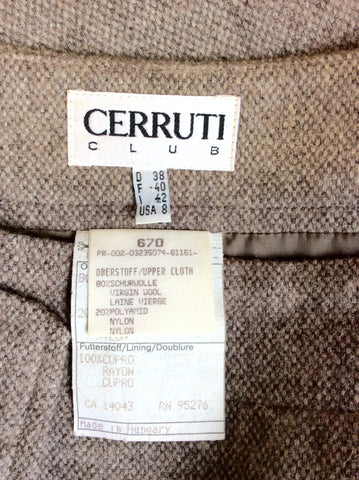 CERRUTI
CLUB
D 38
F 40
I 42
USA 8
670
PR-002-03235074-61161-
OBERSTOFF/UPPER CLOTH
80%SCHURWOLLE
VIRGIN WOOL
LAINE VIERGE
20%POLYAMID
NYLON
NYLON
Futterstoff/Lining/Doublure
100%CUPRO
RAYON
CUPRO
CA 14043 RN 95276
Made in Hungary